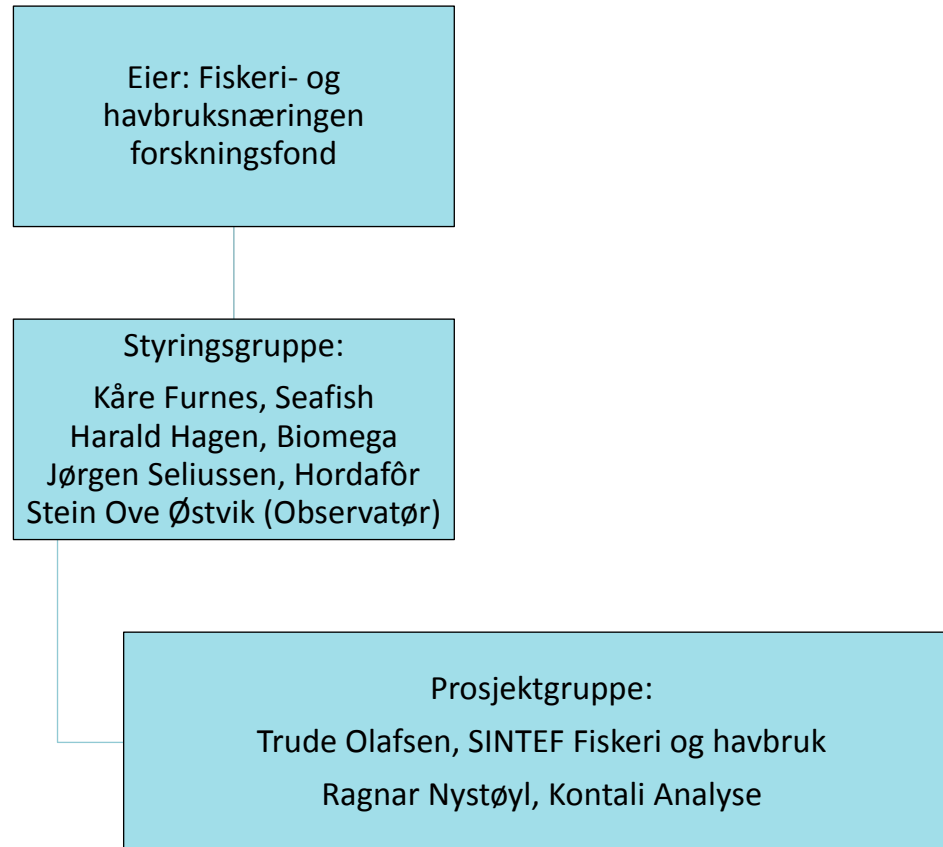 Eier: Fiskeri- og
havbruksnæringen
forskningsfond
Styringsgruppe:
Kåre Furnes, Seafish
Harald Hagen, Biomega
Jørgen Seliussen, Hordafôr
Stein Ove Østvik (Observatør)
Prosjektgruppe:
Trude Olafsen, SINTEF Fiskeri og havbruk
Ragnar Nystøyl, Kontali Analyse